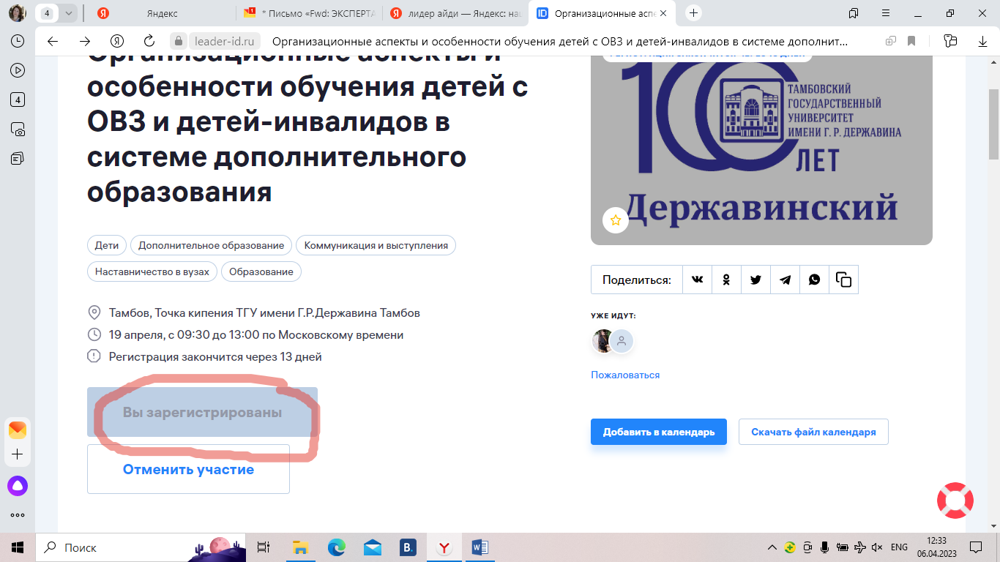 4
Яндекс
* Письмо «Fwd: ЭКСПЕРТА
лидер айди — Яндекс: на
Организационные аспе
leader-id.ru
Организационные аспекты и особенности обучения детей с ОВЗ и детей-инвалидов в системе дополнит...
4
Организационные аспекты и
особенности обучения детей с
ОВЗ и детей-инвалидов в
системе дополнительного
образования
Дети
Дополнительное образование
Коммуникация и выступления
Наставничество в вузах
Образование
Тамбов, Точка кипения ТГУ имени Г.Р.Державина Тамбов
19 апреля, с 09:30 до 13:00 по Московскому времени
Регистрация закончится через 13 дней
Вы зарегистрированы
Отменить участие
100
ТАМБОВСКИЙ
ГОСУДАРСТВЕННЫЙ
УНИВЕРСИТЕТ
ИМЕНИ Г. Р. ДЕРЖАВИНА
ЛЕТ
Державинский
Поделиться:
УЖЕ ИДУТ:
Пожаловаться
Добавить в календарь
Скачать файл календаря
Поиск
B.
ENG
12:33
06.04.2023